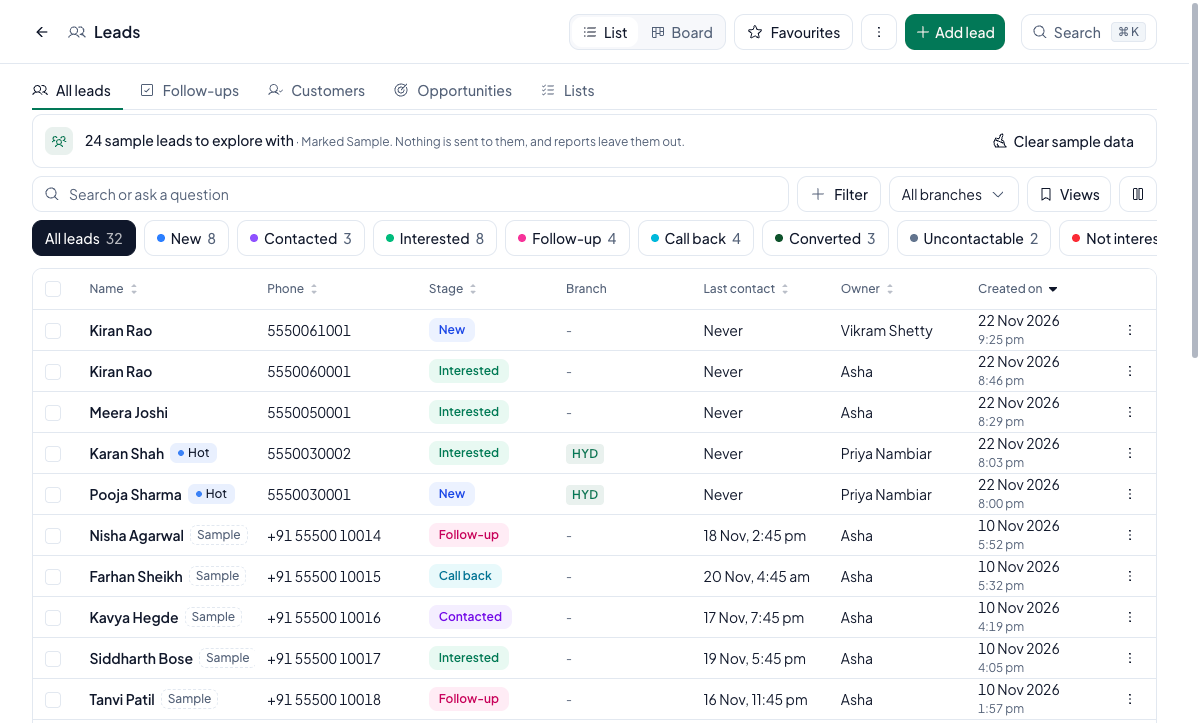 Leads
List
Board
Favourites
Add lead
Search ⌘ K
All leads
Follow-ups
Customers
Opportunities
Lists
24 sample leads to explore with · Marked Sample. Nothing is sent to them, and reports leave them out.
Clear sample data
Search or ask a question
Filter
All branches
Views
All leads 32
New 8
Contacted 3
Interested 8
Follow-up 4
Call back 4
Converted 3
Uncontactable 2
Not interes
Name Phone Stage Branch Last contact Owner Created on
Kiran Rao 5550061001 New - Never Vikram Shetty 22 Nov 2026
9:25 pm
Kiran Rao 5550060001 Interested - Never Asha 22 Nov 2026
8:46 pm
Meera Joshi 5550050001 Interested - Never Asha 22 Nov 2026
8:29 pm
Karan Shah Hot 5550030002 Interested HYD Never Priya Nambiar 22 Nov 2026
8:03 pm
Pooja Sharma Hot 5550030001 New HYD Never Priya Nambiar 22 Nov 2026
8:00 pm
Nisha Agarwal Sample +91 55500 10014 Follow-up - 18 Nov, 2:45 pm Asha 10 Nov 2026
5:52 pm
Farhan Sheikh Sample +91 55500 10015 Call back - 20 Nov, 4:45 am Asha 10 Nov 2026
5:32 pm
Kavya Hegde Sample +91 55500 10016 Contacted - 17 Nov, 7:45 pm Asha 10 Nov 2026
4:19 pm
Siddharth Bose Sample +91 55500 10017 Interested - 19 Nov, 5:45 pm Asha 10 Nov 2026
4:05 pm
Tanvi Patil Sample +91 55500 10018 Follow-up - 16 Nov, 11:45 pm Asha 10 Nov 2026
1:57 pm